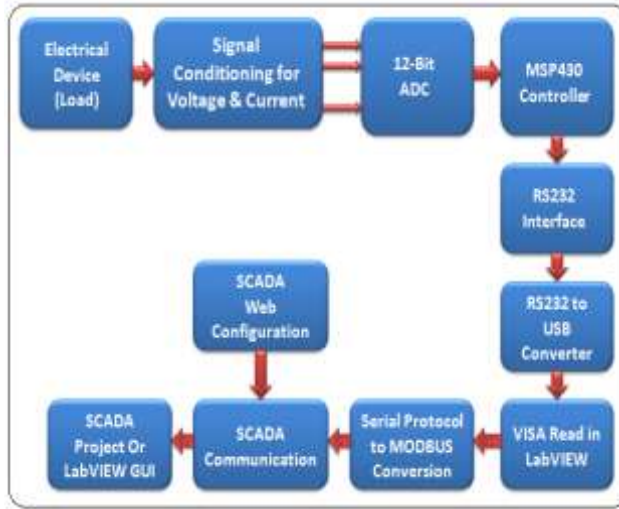 Electrical
Device
(Load)
Signal
Conditioning for
Voltage & Current
12-Bit
ADC
MSP430
Controller
RS232
Interface
RS232 to
USB
Converter
SCADA
Web
Configuration
SCADA
Project Or
LabVIEW GUI
SCADA
Communication
Serial Protocol
to MODBUS
Conversion
VISA Read in
LabVIEW